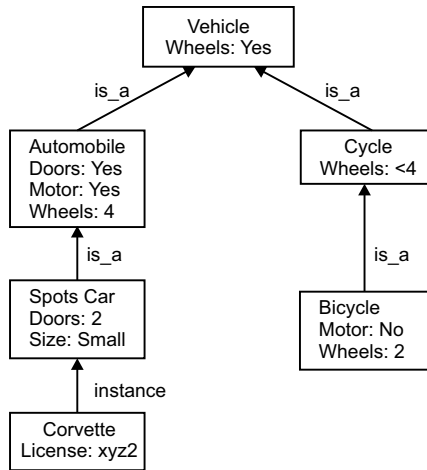 Vehicle
Wheels: Yes
is_a
is_a
Automobile
Doors: Yes
Motor: Yes
Wheels: 4
Cycle
Wheels: <4
is_a
is_a
Spots Car
Doors: 2
Size: Small
Bicycle
Motor: No
Wheels: 2
instance
Corvette
License: xyz2